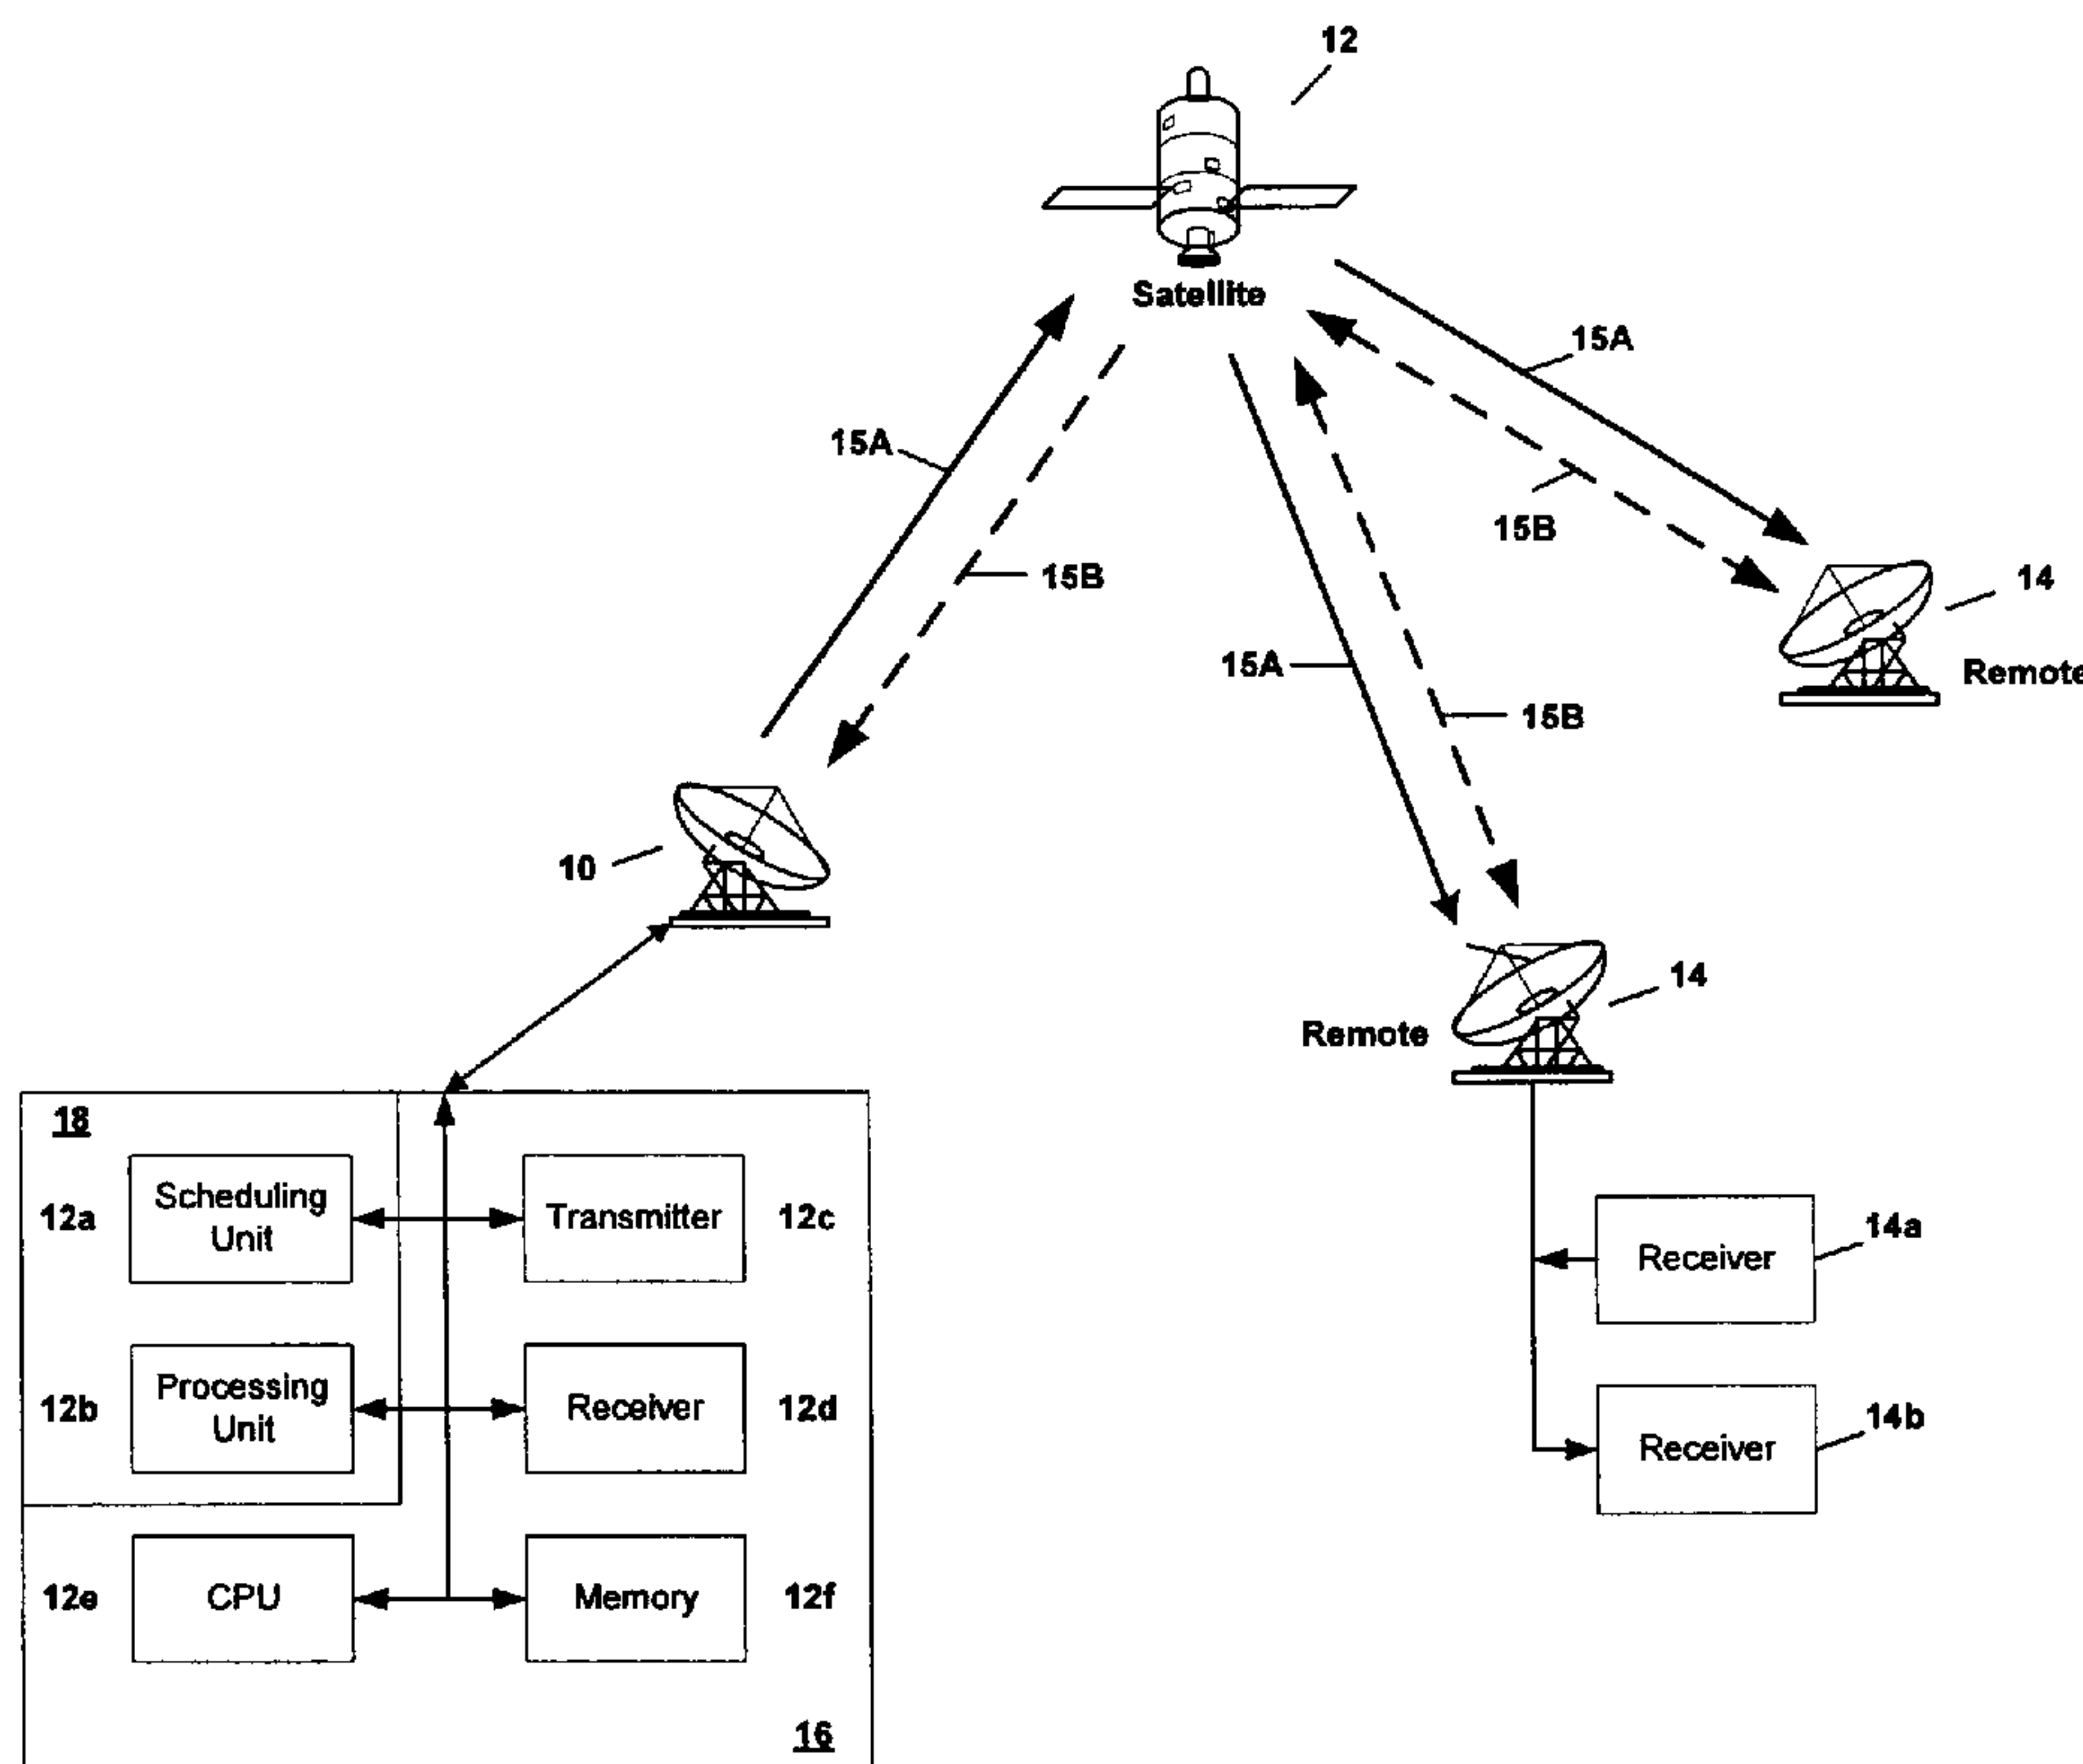 12
Satellite
15A
15A
15B
15B
14
Remote
15A
15B
10
14
Remote
18
12a
Scheduling
Unit
Transmitter
12c
14a
Receiver
12b
Processing
Unit
Receiver
12d
14b
Receiver
12e
CPU
Memory
12f
16